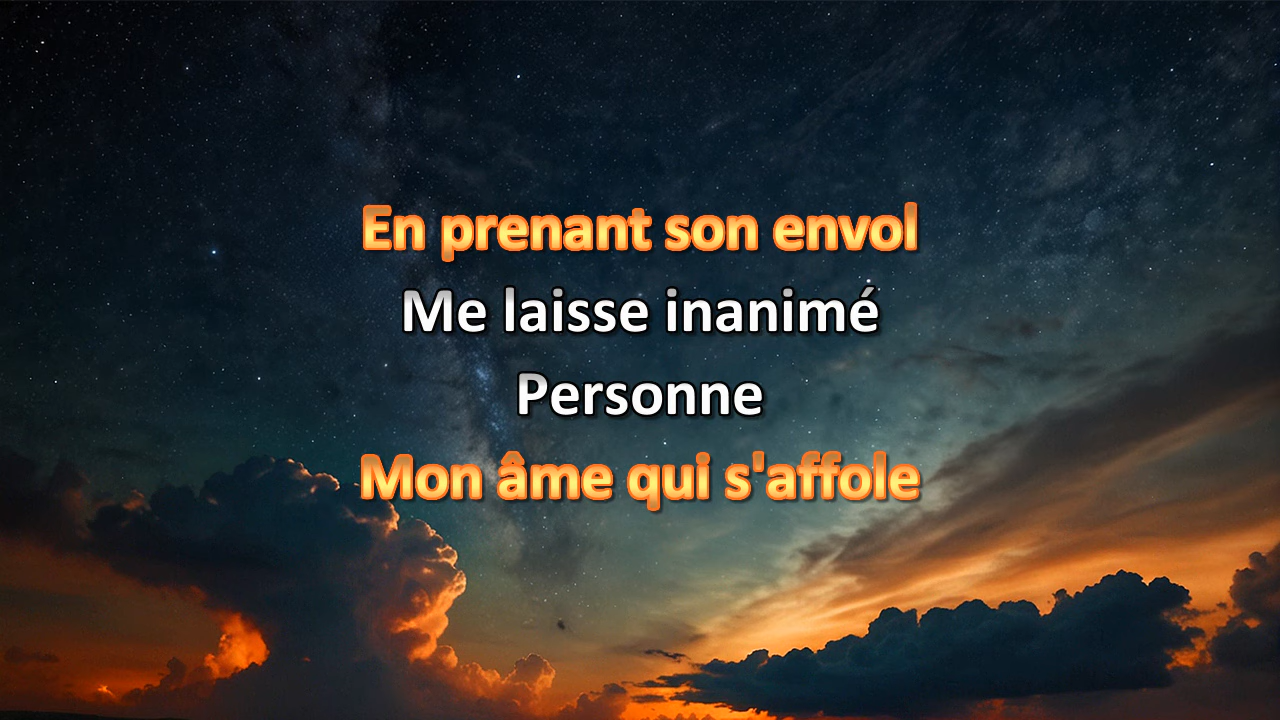 En prenant son envol
Me laisse inanimé
Personne
Mon âme qui s'affole